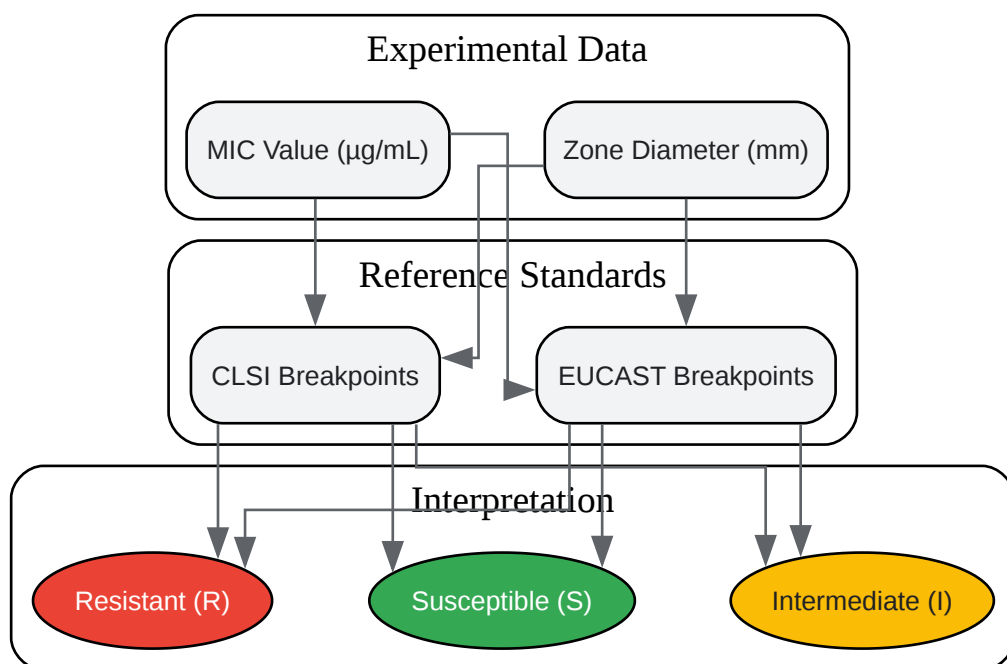 Experimental Data
MIC Value (µg/mL)
Zone Diameter (mm)
Reference Standards
CLSI Breakpoints
EUCAST Breakpoints
Interpretation
Resistant (R)
Susceptible (S)
Intermediate (I)